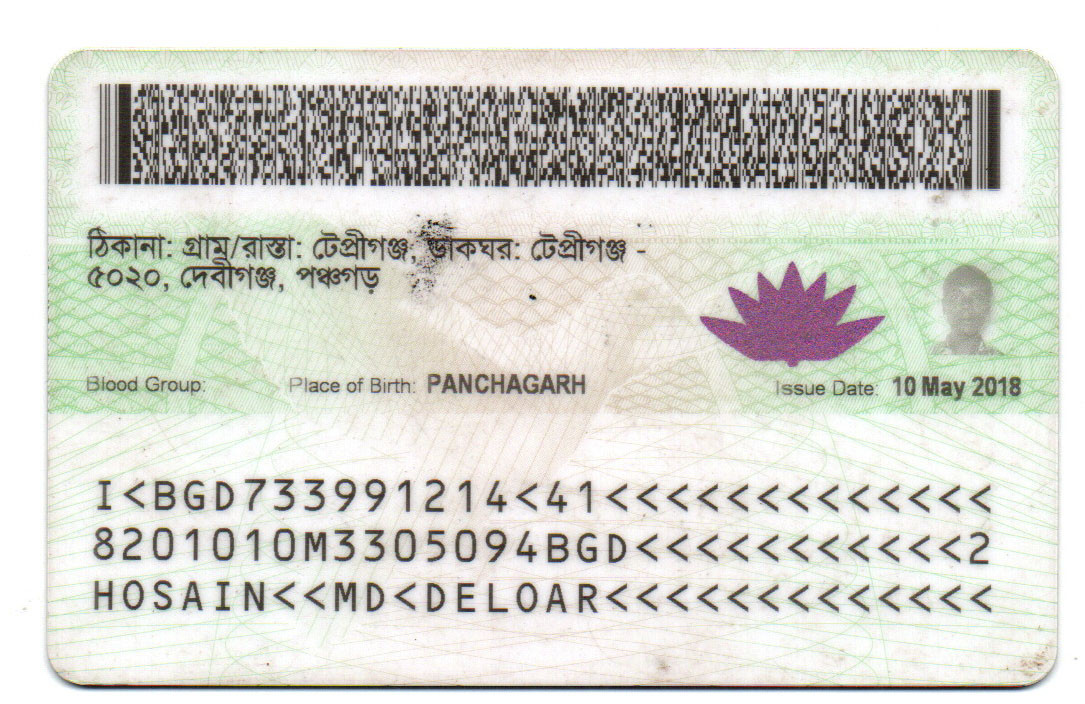 ঠিকানা: গ্রাম/রাস্তা: টেপ্রীগঞ্জ, ডাকঘর: টেপ্রীগঞ্জ -
৫০২০, দেবীগঞ্জ, পঞ্চগড়
Blood Group: Place of Birth: PANCHAGARH Issue Date: 10 May 2018
I<BGD733991214<41<<<<<<<<<<<<<
8201010M3305094BGD<<<<<<<<<<<2
HOSAIN<<MD<DELOAR<<<<<<<<<<<<<